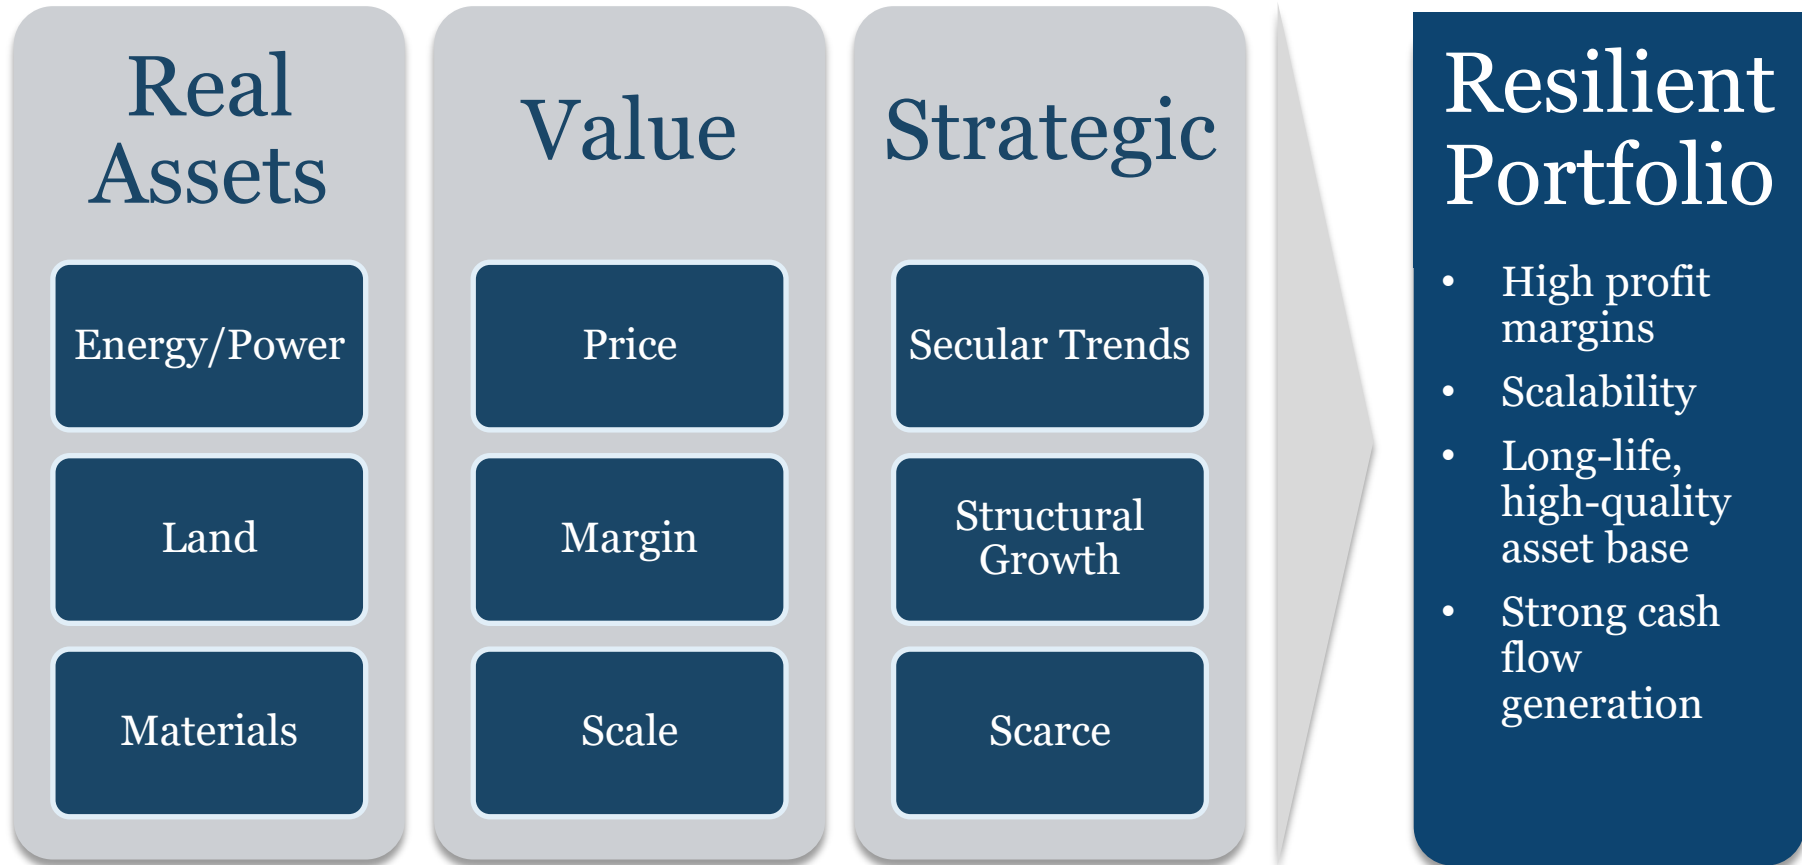 Real
Assets
Energy/Power
Land
Materials
Value
Price
Margin
Scale
Strategic
Secular Trends
Structural
Growth
Scarce
Resilient
Portfolio
• High profit
margins
• Scalability
• Long-life,
high-quality
asset base
• Strong cash
flow
generation